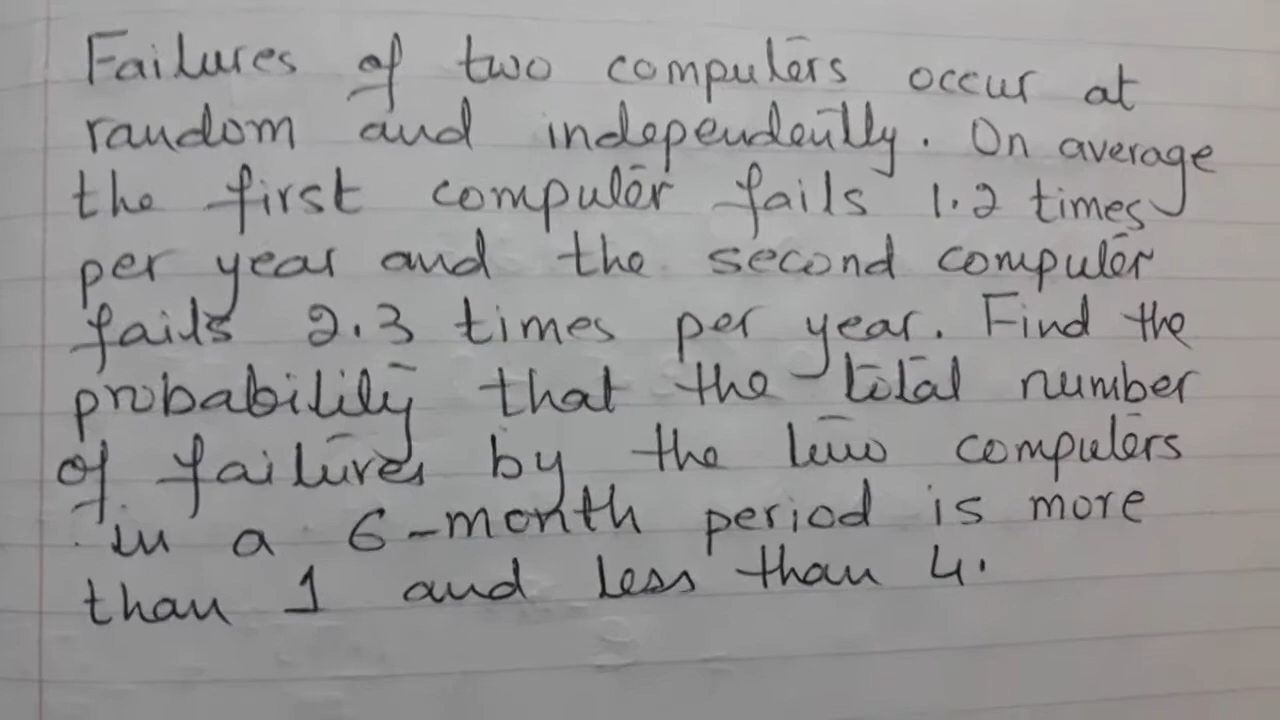 Failures of two computers occur at
random and independently. On average
the first computer fails 1.2 times
per year and the second computer
fails 2.3 times per year. Find the
probability that the total number
of failures by the two computers
in a 6-month period is more
than 1 and less than 4.